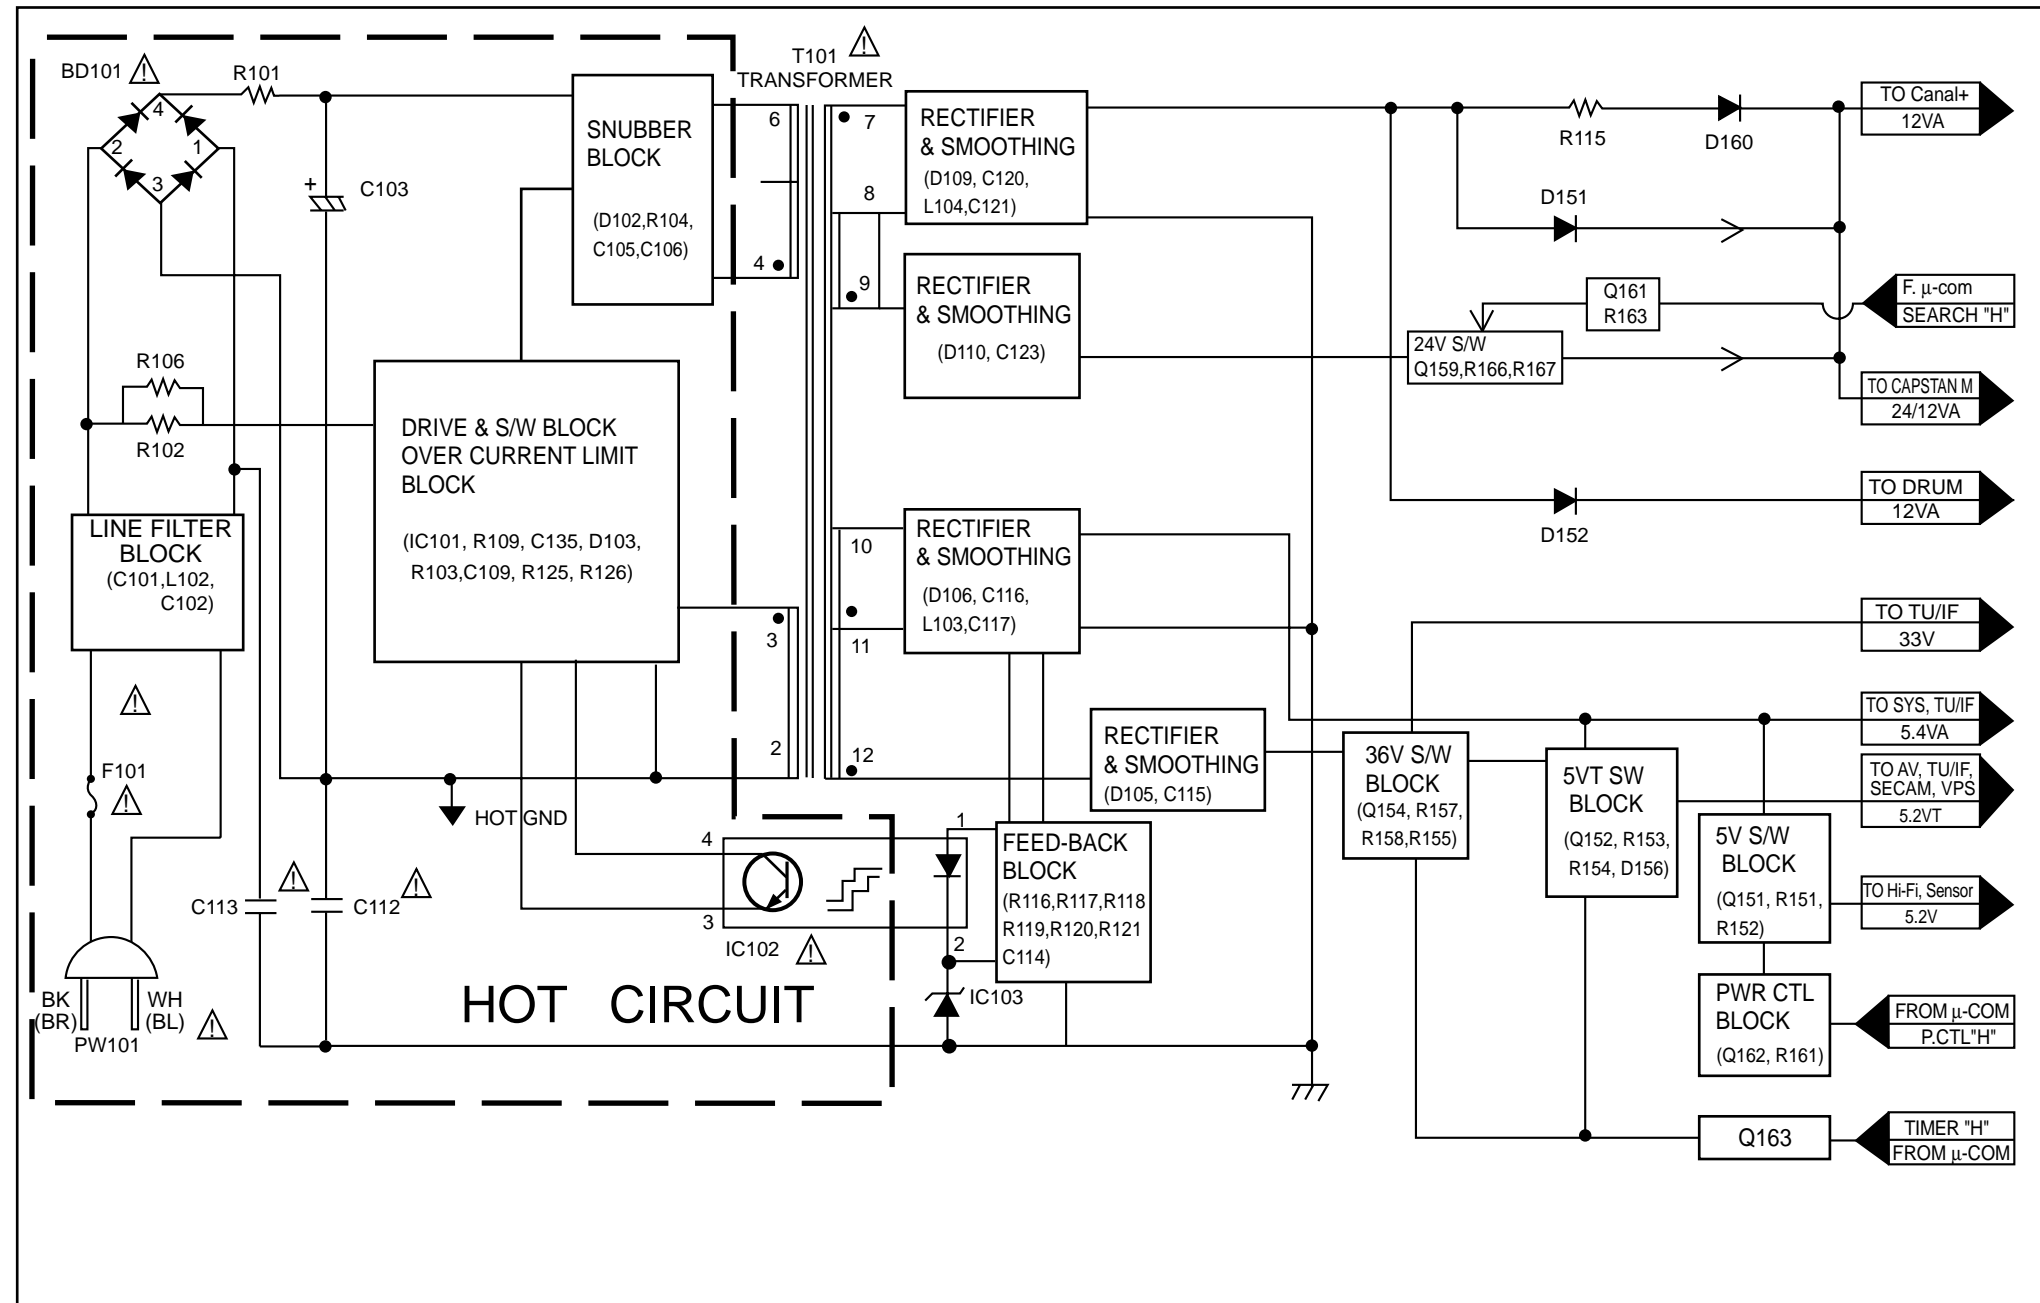 BD101
R101
T101
TRANSFORMER
4
2
1
3
C103
+
SNUBBER
BLOCK
(D102,R104,
C105,C106)
6
4
7
8
9
RECTIFIER
& SMOOTHING
(D109, C120,
L104,C121)
RECTIFIER
& SMOOTHING
(D110, C123)
R115
D160
D151
TO Canal+
12VA
Q161
R163
F. μ-com
SEARCH "H"
24V S/W
Q159,R166,R167
TO CAPSTAN M
24/12VA
R106
R102
DRIVE & S/W BLOCK
OVER CURRENT LIMIT
BLOCK
(IC101, R109, C135, D103,
R103,C109, R125, R126)
LINE FILTER
BLOCK
(C101,L102,
C102)
3
2
10
11
12
RECTIFIER
& SMOOTHING
(D106, C116,
L103,C117)
D152
TO DRUM
12VA
TO TU/IF
33V
RECTIFIER
& SMOOTHING
(D105, C115)
36V S/W
BLOCK
(Q154, R157,
R158,R155)
5VT SW
BLOCK
(Q152, R153,
R154, D156)
5V S/W
BLOCK
(Q151, R151,
R152)
PWR CTL
BLOCK
(Q162, R161)
TO SYS, TU/IF
5.4VA
TO AV, TU/IF,
SECAM, VPS
5.2VT
TO Hi-Fi, Sensor
5.2V
FROM μ-COM
P.CTL"H"
Q163
TIMER "H"
FROM μ-COM
F101
HOT GND
C113
C112
4
3
IC102
1
2
FEED-BACK
BLOCK
(R116,R117,R118
R119,R120,R121
C114)
IC103
BK
(BR)
WH
(BL)
PW101
HOT CIRCUIT